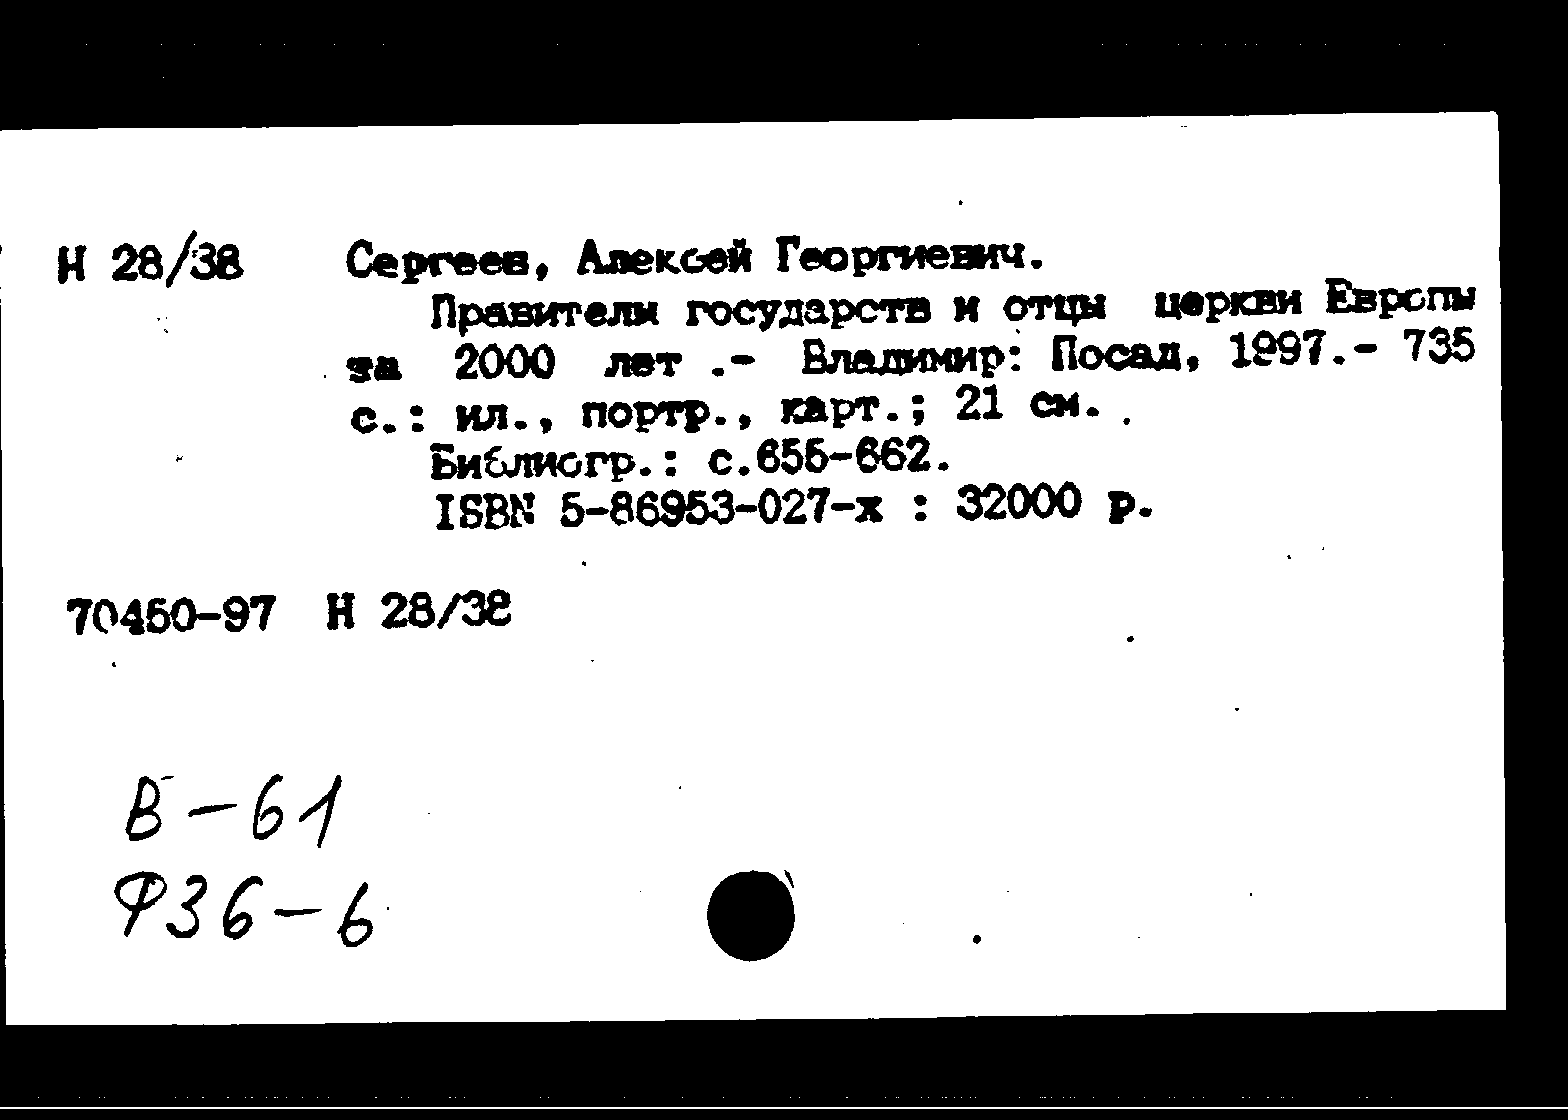 Н 28/38 Сергеев, Алексей Георгиевич.
Правители государств и отцы церкви Европы
за 2000 лет .- Владимир: Посад, 1997.- 735
с.: ил., портр., карт.; 21 см.
Библиогр.: с.655-662.
ISBN 5-86953-027-х : 32000 р.
70450-97 Н 28/38
В-61
Ф36-6